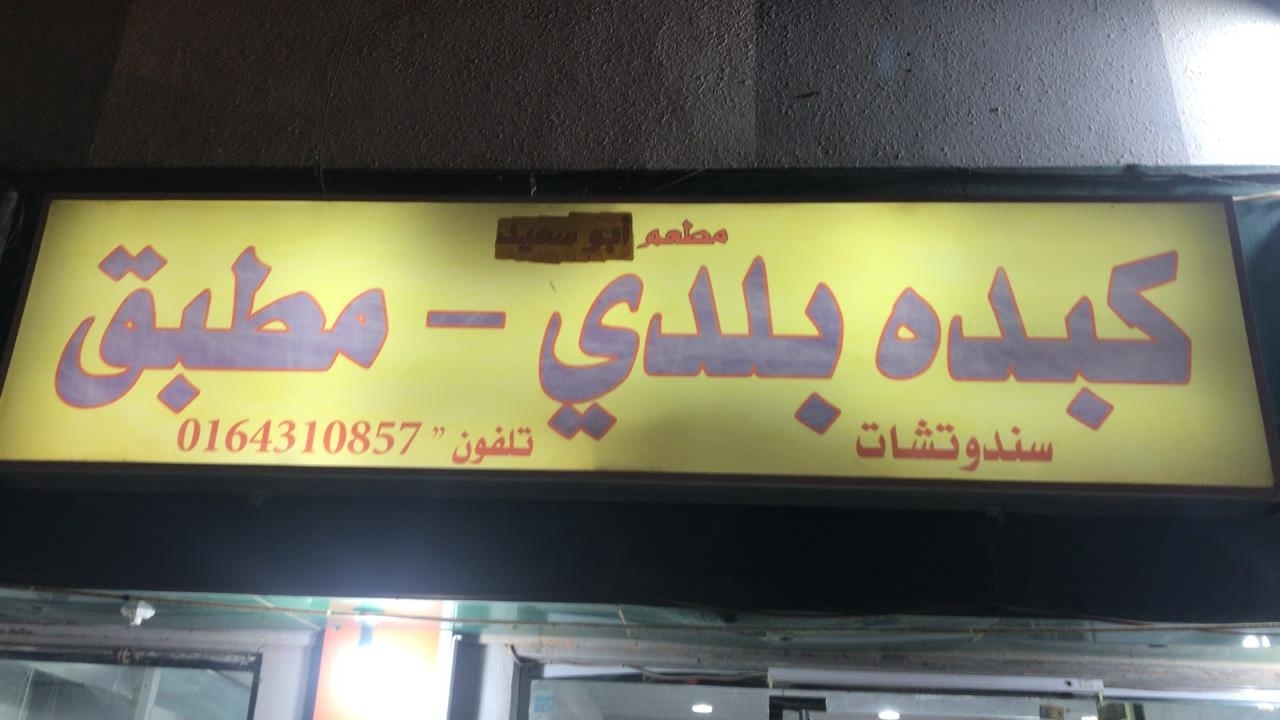 مطعم أبو سعيد
كبده بلدي - مطبق
سندوتشات
تلفون " 0164310857